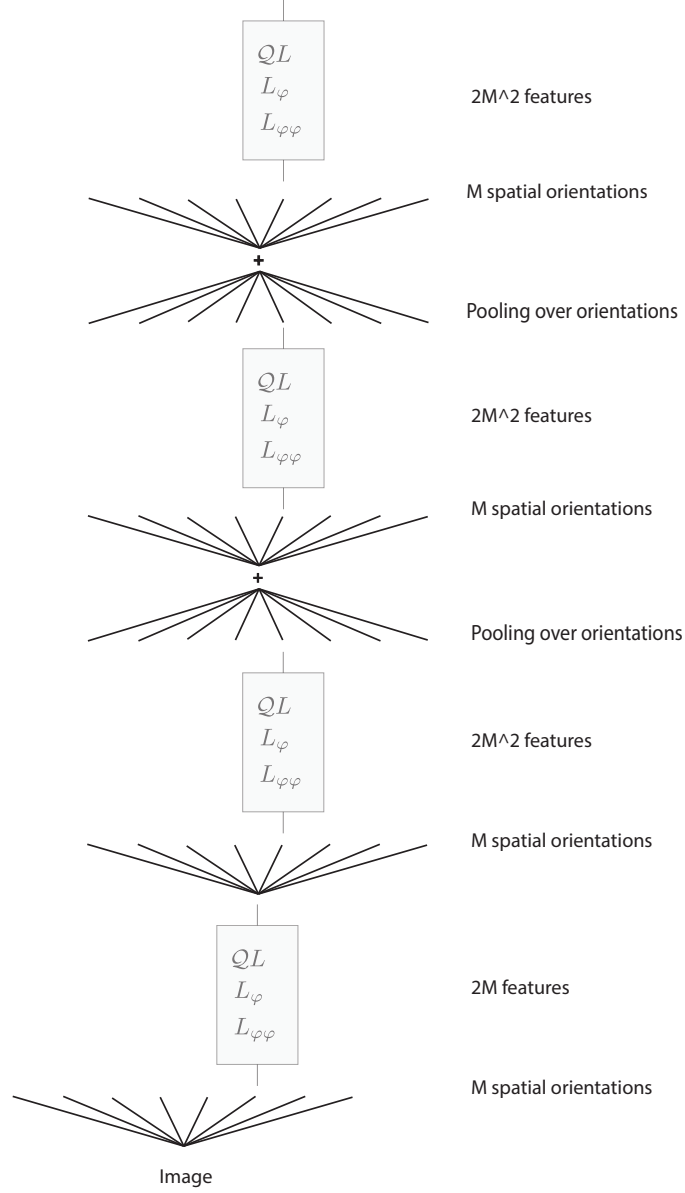 𝒬L
L_φ
L_φφ
2M^2 features
M spatial orientations
+
Pooling over orientations
𝒬L
L_φ
L_φφ
2M^2 features
M spatial orientations
+
Pooling over orientations
𝒬L
L_φ
L_φφ
2M^2 features
M spatial orientations
𝒬L
L_φ
L_φφ
2M features
M spatial orientations
Image